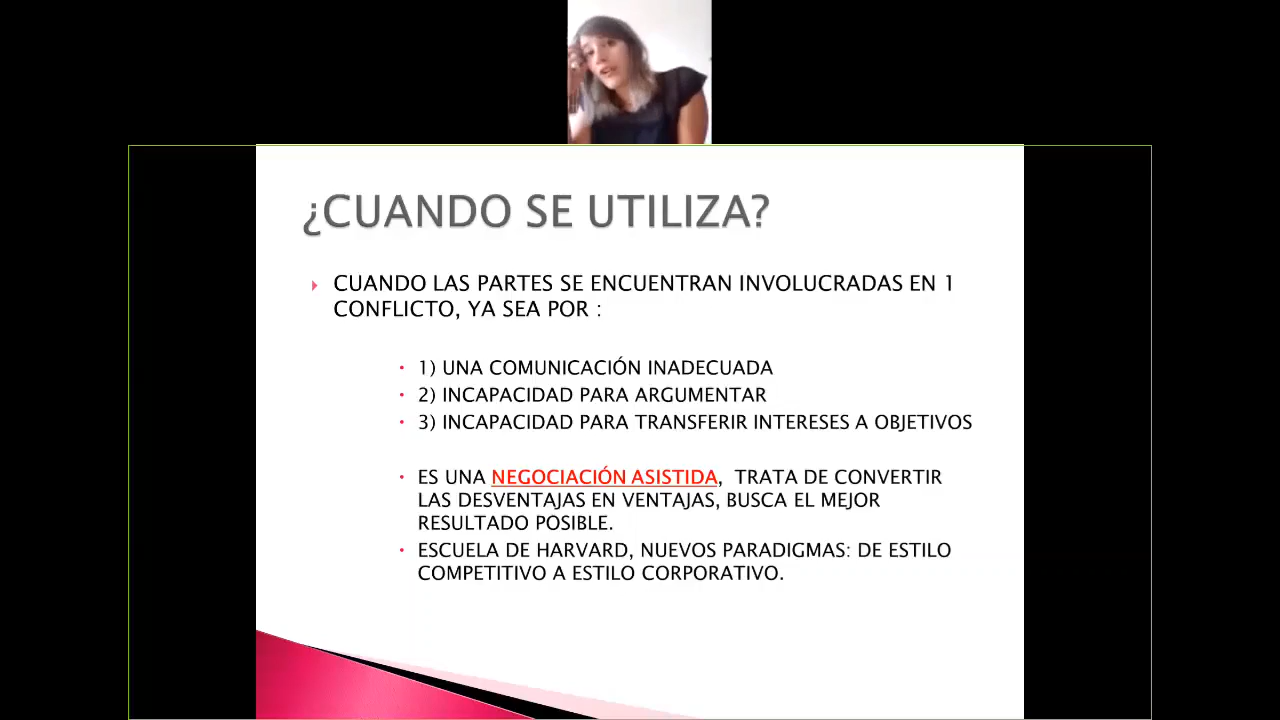 ¿CUANDO SE UTILIZA?
CUANDO LAS PARTES SE ENCUENTRAN INVOLUCRADAS EN 1
CONFLICTO, YA SEA POR :
1) UNA COMUNICACIÓN INADECUADA
2) INCAPACIDAD PARA ARGUMENTAR
3) INCAPACIDAD PARA TRANSFERIR INTERESES A OBJETIVOS
ES UNA NEGOCIACIÓN ASISTIDA, TRATA DE CONVERTIR
LAS DESVENTAJAS EN VENTAJAS, BUSCA EL MEJOR
RESULTADO POSIBLE.
ESCUELA DE HARVARD, NUEVOS PARADIGMAS: DE ESTILO
COMPETITIVO A ESTILO CORPORATIVO.